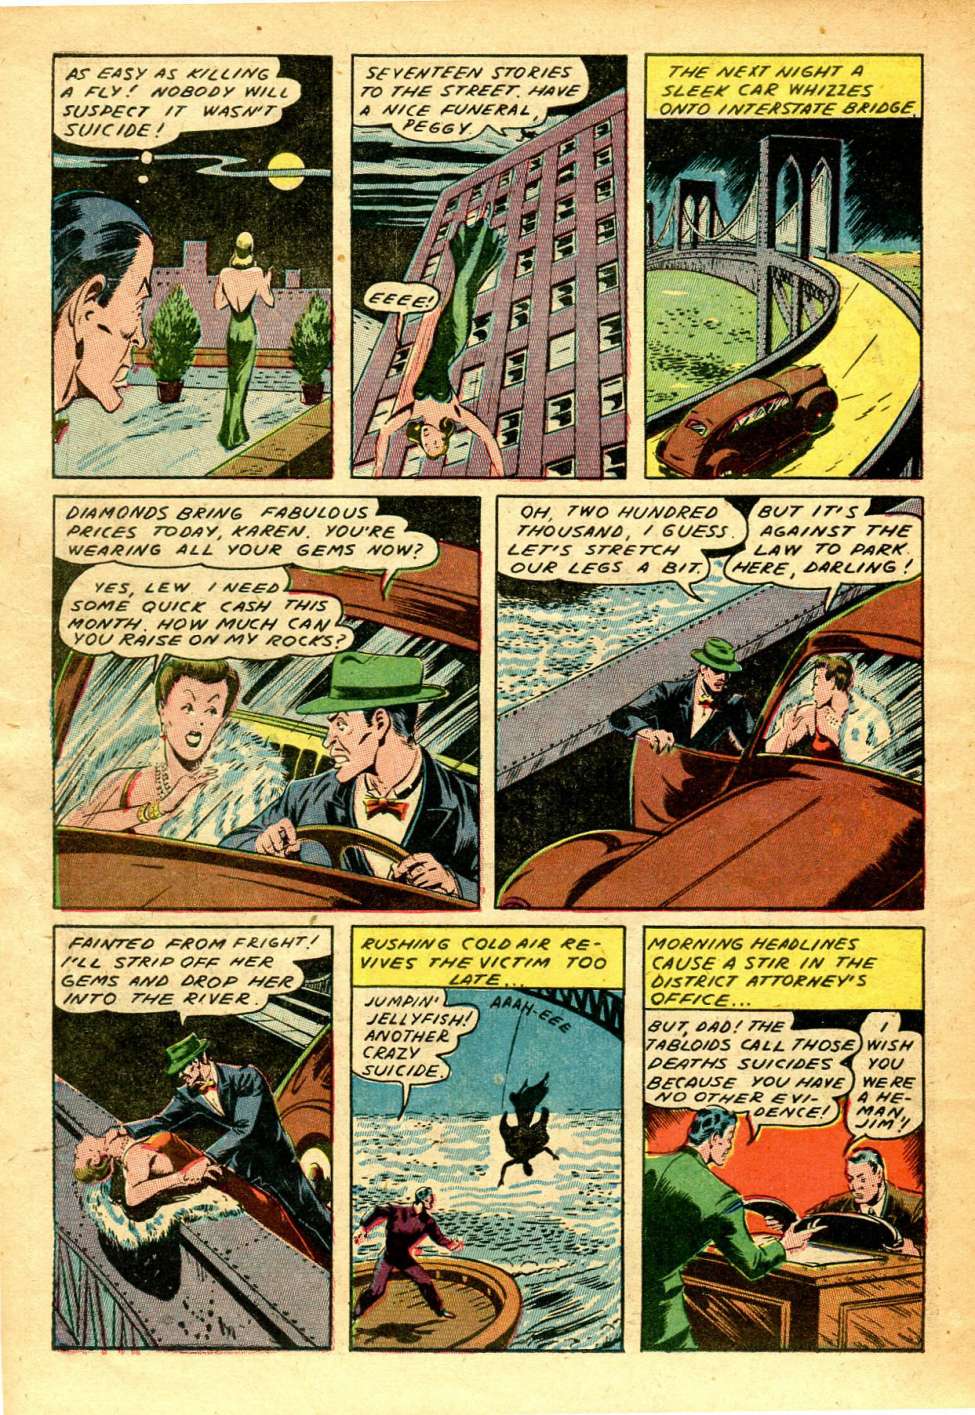 AS EASY AS KILLING
A FLY! NOBODY WILL
SUSPECT IT WASN'T
SUICIDE!
SEVENTEEN STORIES
TO THE STREET. HAVE
A NICE FUNERAL,
PEGGY.
EEEE!
THE NEXT NIGHT A
SLEEK CAR WHIZZES
ONTO INTERSTATE BRIDGE.
DIAMONDS BRING FABULOUS
PRICES TODAY, KAREN. YOU'RE
WEARING ALL YOUR GEMS NOW?
YES, LEW. I NEED
SOME QUICK CASH THIS
MONTH. HOW MUCH CAN
YOU RAISE ON MY ROCKS?
OH, TWO HUNDRED
THOUSAND, I GUESS.
LET'S STRETCH
OUR LEGS A BIT.
BUT IT'S
AGAINST THE
LAW TO PARK
HERE, DARLING!
FAINTED FROM FRIGHT!
I'LL STRIP OFF HER
GEMS AND DROP HER
INTO THE RIVER.
RUSHING COLD AIR RE-
VIVES THE VICTIM TOO
LATE...
AAAH-EEE
JUMPIN'
JELLYFISH!
ANOTHER
CRAZY
SUICIDE.
MORNING HEADLINES
CAUSE A STIR IN THE
DISTRICT ATTORNEY'S
OFFICE...
BUT, DAD! THE
TABLOIDS CALL THOSE
DEATHS SUICIDES
BECAUSE YOU HAVE
NO OTHER EVI-
DENCE!
I
WISH
YOU
WERE
A HE-
MAN,
JIM!